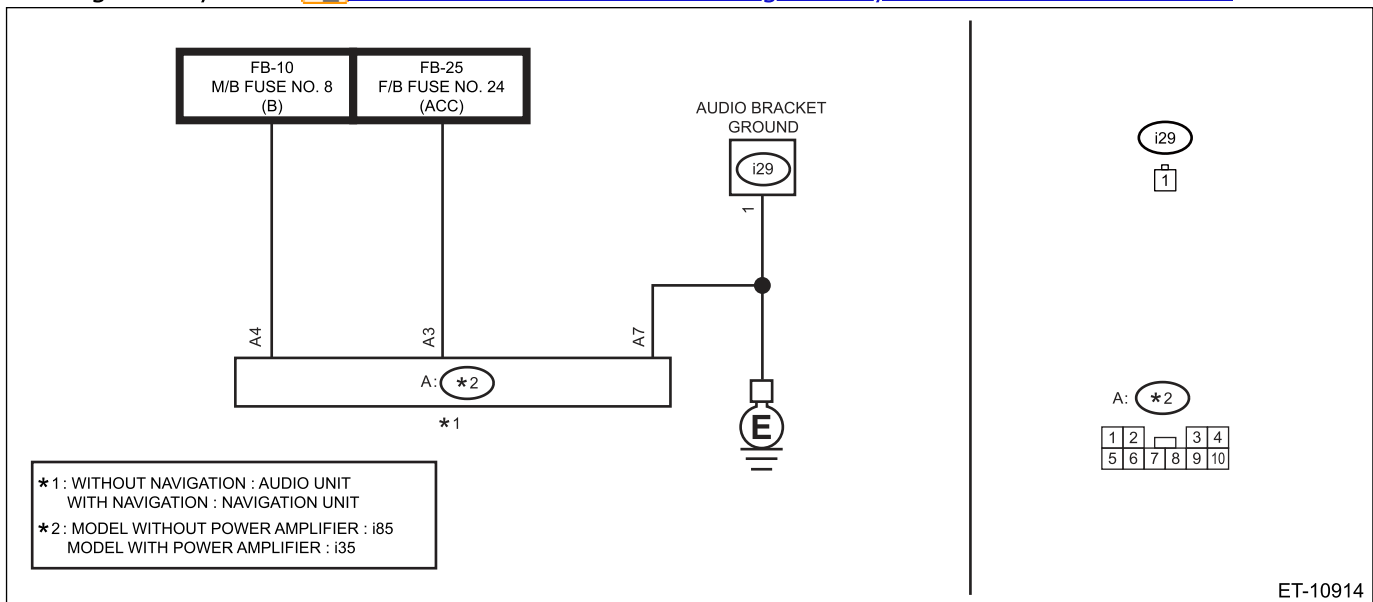 FB-10
M/B FUSE NO. 8
(B)
FB-25
F/B FUSE NO. 24
(ACC)
AUDIO BRACKET
GROUND
i29
1
A4
A3
A7
A: *2
*1
E
*1 : WITHOUT NAVIGATION : AUDIO UNIT
WITH NAVIGATION : NAVIGATION UNIT
*2 : MODEL WITHOUT POWER AMPLIFIER : i85
MODEL WITH POWER AMPLIFIER : i35
i29
1
A: *2
1 2 3 4
5 6 7 8 9 10
ET-10914